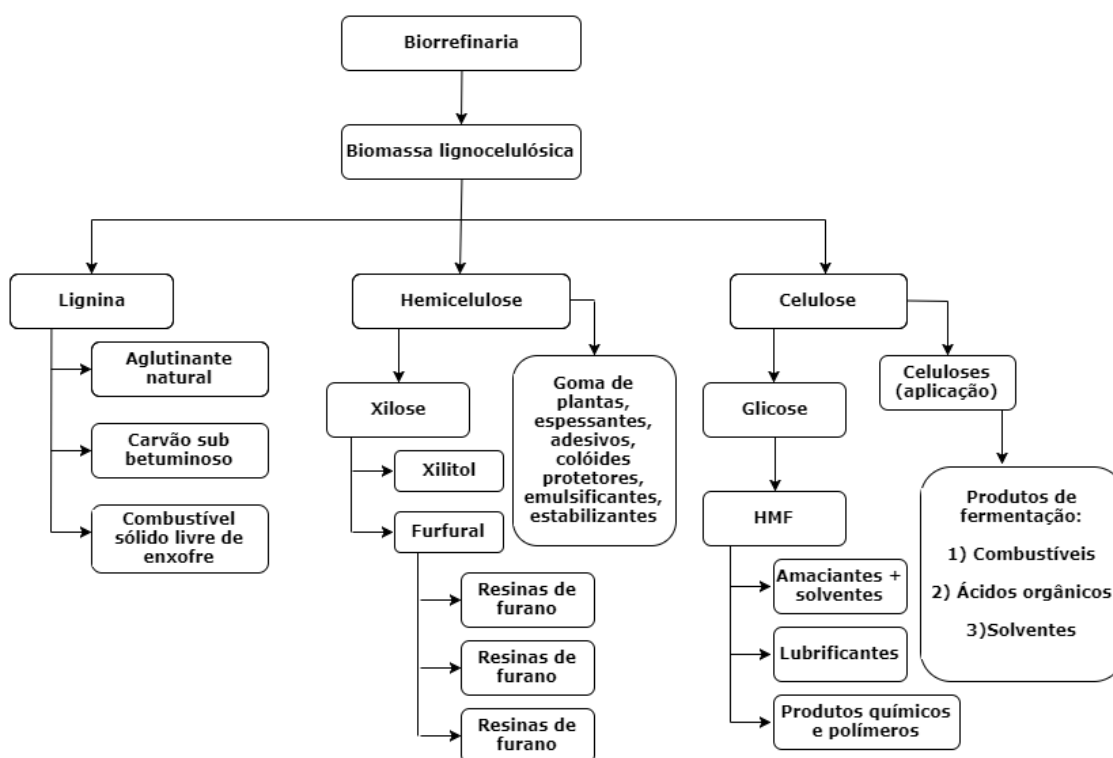 Biorrefinaria
Biomassa lignocelulósica
Lignina
Aglutinante
natural
Carvão sub
betuminoso
Combustível
sólido livre de
enxofre
Hemicelulose
Xilose
Xilitol
Furfural
Resinas de
furano
Resinas de
furano
Resinas de
furano
Goma de
plantas,
espessantes,
adesivos,
colóides
protetores,
emulsificantes,
estabilizantes
Celulose
Glicose
HMF
Amaciantes +
solventes
Lubrificantes
Produtos químicos
e polímeros
Celuloses
(aplicação)
Produtos de
fermentação:
1) Combustíveis
2) Ácidos orgânicos
3)Solventes